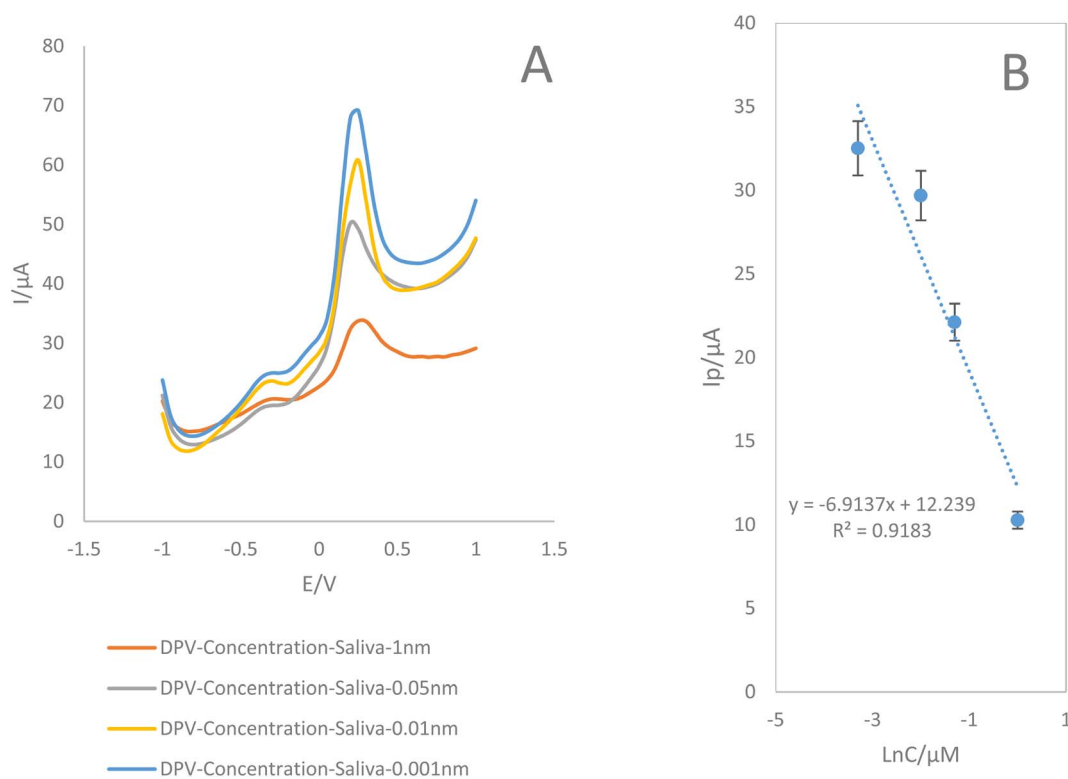 A
80
70
60
50
40
30
20
10
0
I/µA
-1.5 -1 -0.5 0 0.5 1 1.5
E/V
DPV-Concentration-Saliva-1nm
DPV-Concentration-Saliva-0.05nm
DPV-Concentration-Saliva-0.01nm
DPV-Concentration-Saliva-0.001nm
B
40
35
30
25
20
15
10
5
0
Ip/µA
y = -6.9137x + 12.239
R² = 0.9183
-5 -3 -1 1
LnC/µM